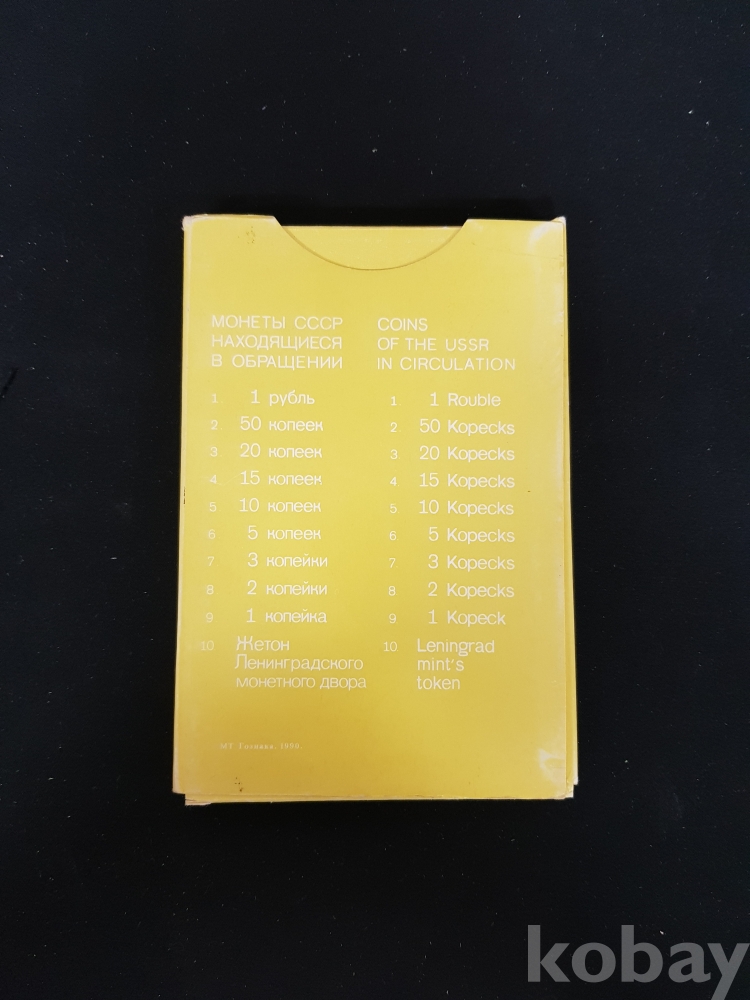 МОНЕТЫ СССР
НАХОДЯЩИЕСЯ
В ОБРАЩЕНИИ
1. 1 рубль
2. 50 копеек
3. 20 копеек
4. 15 копеек
5 10 копеек
6 5 копеек
7 3 копейки
8 2 копейки
9 1 копейка
10 Жетон
Ленинградского
монетного двора
COINS
OF THE USSR
IN CIRCULATION
1. 1 Rouble
2. 50 Kopecks
3. 20 Kopecks
4 15 Kopecks
5. 10 Kopecks
6 5 Kopecks
7 3 Kopecks
8 2 Kopecks
9 1 Kopeck
10 Leningrad
mint's
token
МТ Гознака. 1980.
kobay